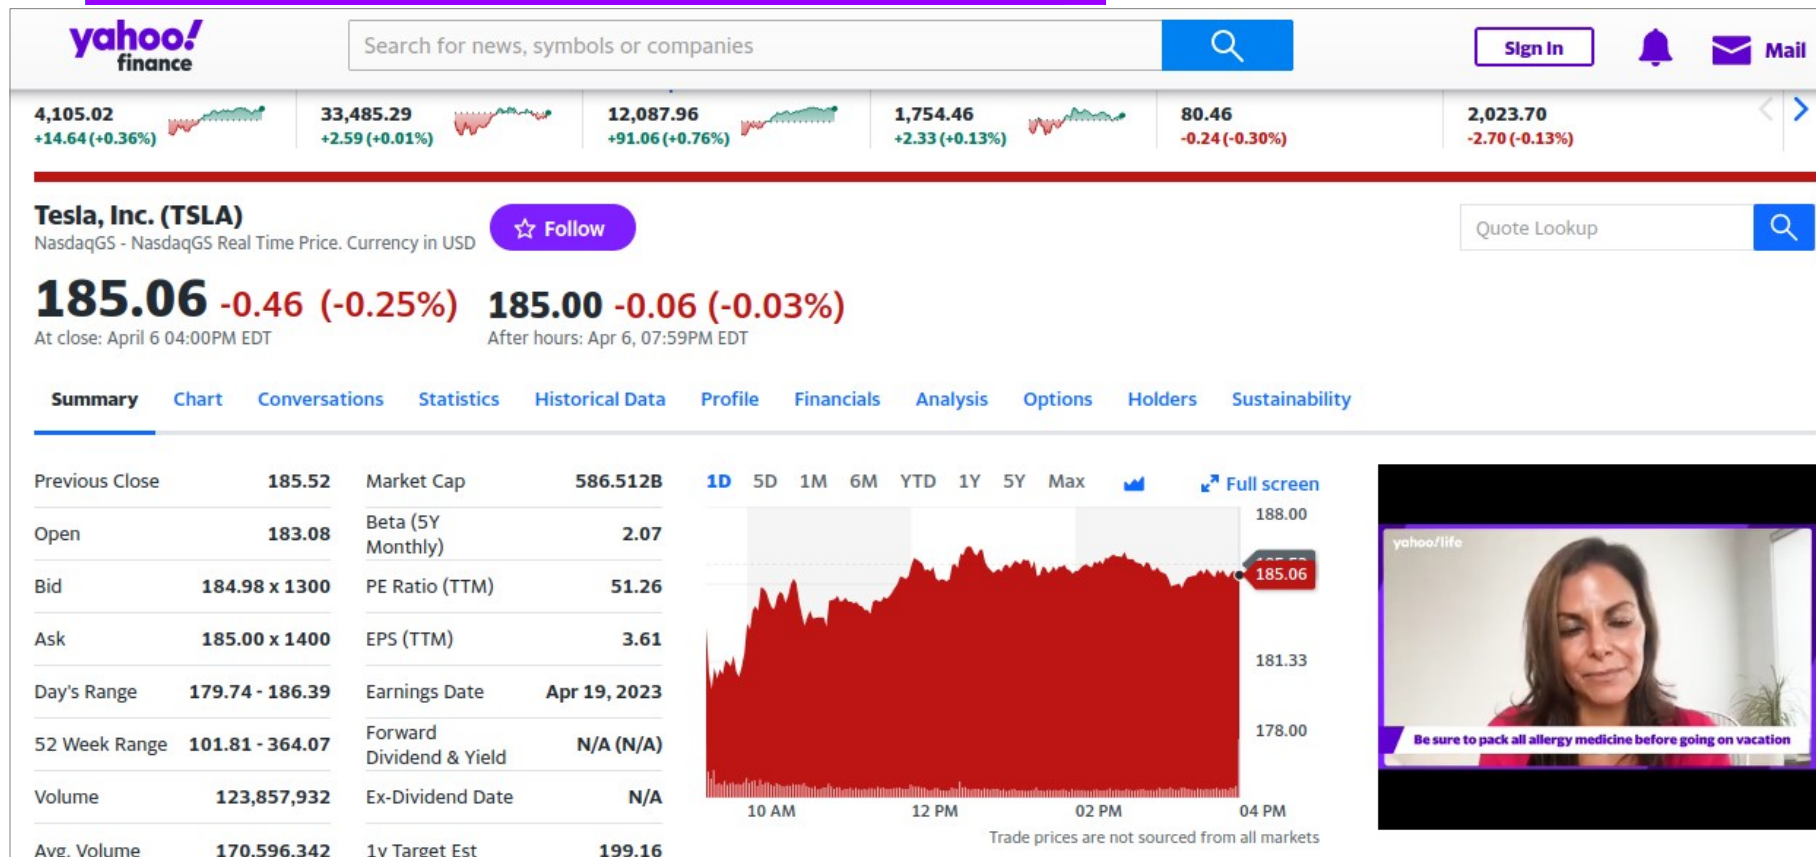 yahoo!
finance
Search for news, symbols or companies
Sign In
Mail
4,105.02
+14.64 (+0.36%)
33,485.29
+2.59 (+0.01%)
12,087.96
+91.06 (+0.76%)
1,754.46
+2.33 (+0.13%)
80.46
-0.24 (-0.30%)
2,023.70
-2.70 (-0.13%)
Tesla, Inc. (TSLA)
NasdaqGS - NasdaqGS Real Time Price. Currency in USD
Follow
Quote Lookup
185.06 -0.46 (-0.25%)
At close: April 6 04:00PM EDT
185.00 -0.06 (-0.03%)
After hours: Apr 6, 07:59PM EDT
Summary Chart Conversations Statistics Historical Data Profile Financials Analysis Options Holders Sustainability
Previous Close 185.52
Open 183.08
Bid 184.98 x 1300
Ask 185.00 x 1400
Day's Range 179.74 - 186.39
52 Week Range 101.81 - 364.07
Volume 123,857,932
Avg. Volume 170,596,342
Market Cap 586.512B
Beta (5Y
Monthly) 2.07
PE Ratio (TTM) 51.26
EPS (TTM) 3.61
Earnings Date Apr 19, 2023
Forward
Dividend & Yield N/A (N/A)
Ex-Dividend Date N/A
1y Target Est 199.16
1D 5D 1M 6M YTD 1Y 5Y Max Full screen
188.00
185.06
181.33
178.00
10 AM 12 PM 02 PM 04 PM
Trade prices are not sourced from all markets
yahoo!life
Be sure to pack all allergy medicine before going on vacation